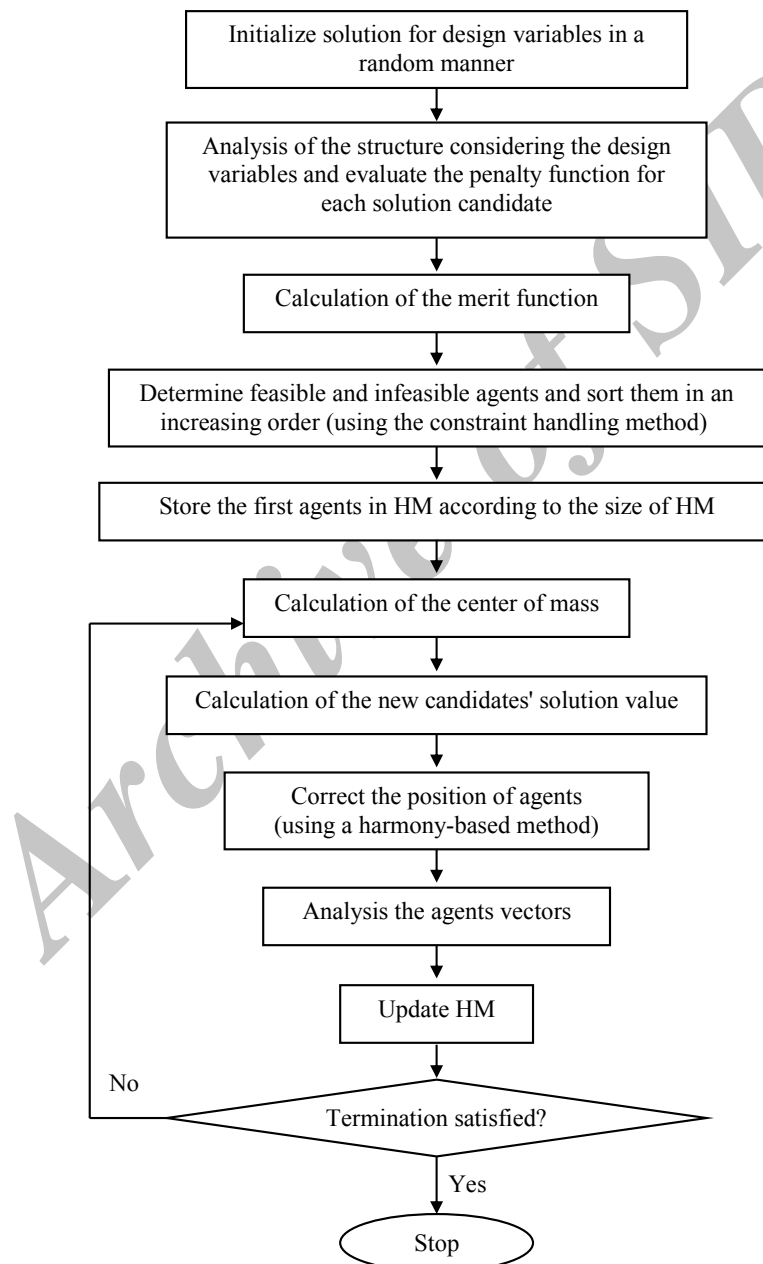 Initialize solution for design variables in a
random manner
Analysis of the structure considering the design
variables and evaluate the penalty function for
each solution candidate
Calculation of the merit function
Determine feasible and infeasible agents and sort them in an
increasing order (using the constraint handling method)
Store the first agents in HM according to the size of HM
Calculation of the center of mass
Calculation of the new candidates' solution value
Correct the position of agents
(using a harmony-based method)
Analysis the agents vectors
Update HM
No
Termination satisfied?
Yes
Stop
Archive of SI